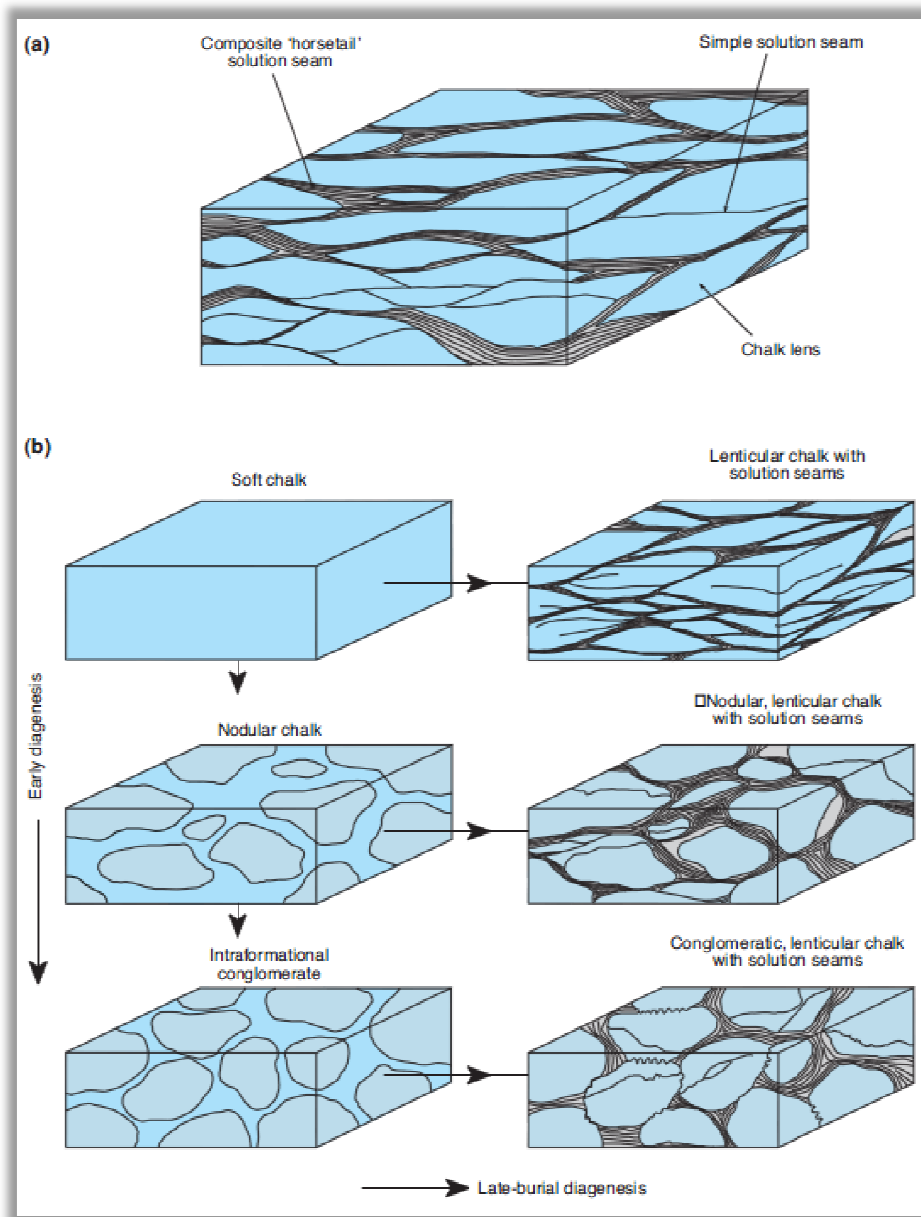 (a)
Composite 'horsetail'
solution seam
Simple solution seam
Chalk lens
(b)
Soft chalk
Lenticular chalk with
solution seams
Early diagenesis
Nodular chalk
□Nodular, lenticular chalk
with solution seams
Intraformational
conglomerate
Conglomeratic, lenticular chalk
with solution seams
Late-burial diagenesis